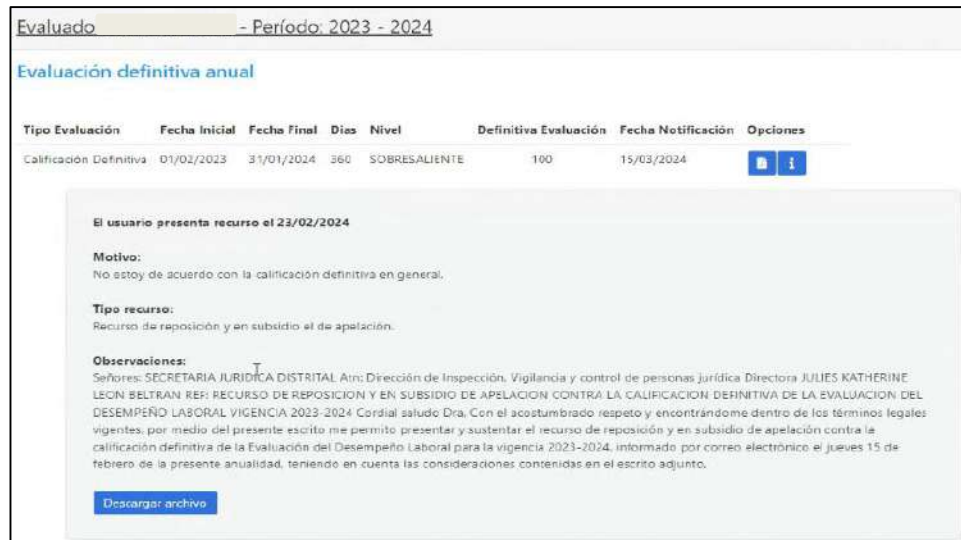 Evaluado - Período: 2023 - 2024
Evaluación definitiva anual
Tipo Evaluación Fecha Inicial Fecha Final Dias Nivel Definitiva Evaluación Fecha Notificación Opciones
Calificación Definitiva 01/02/2023 31/01/2024 360 SOBRESALIENTE 100 15/03/2024
El usuario presenta recurso el 23/02/2024
Motivo:
No estoy de acuerdo con la calificación definitiva en general.
Tipo recurso:
Recurso de reposición y en subsidio el de apelación.
Observaciones:
Señores: SECRETARIA JURIDICA DISTRITAL Atn: Dirección de Inspección, Vigilancia y control de personas jurídica Directora JULIES KATHERINE
LEON BELTRAN REF: RECURSO DE REPOSICION Y EN SUBSIDIO DE APELACION CONTRA LA CALIFICACION DEFINITIVA DE LA EVALUACION DEL
DESEMPEÑO LABORAL VIGENCIA 2023-2024 Cordial saludo Dra, Con el acostumbrado respeto y encontrándome dentro de los términos legales
vigentes, por medio del presente escrito me permito presentar y sustentar el recurso de reposición y en subsidio de apelación contra la
calificación definitiva de la Evaluación del Desempeño Laboral para la vigencia 2023-2024, informado por correo electrónico el jueves 15 de
febrero de la presente anualidad, teniendo en cuenta las consideraciones contenidas en el escrito adjunto.
Descargar archivo